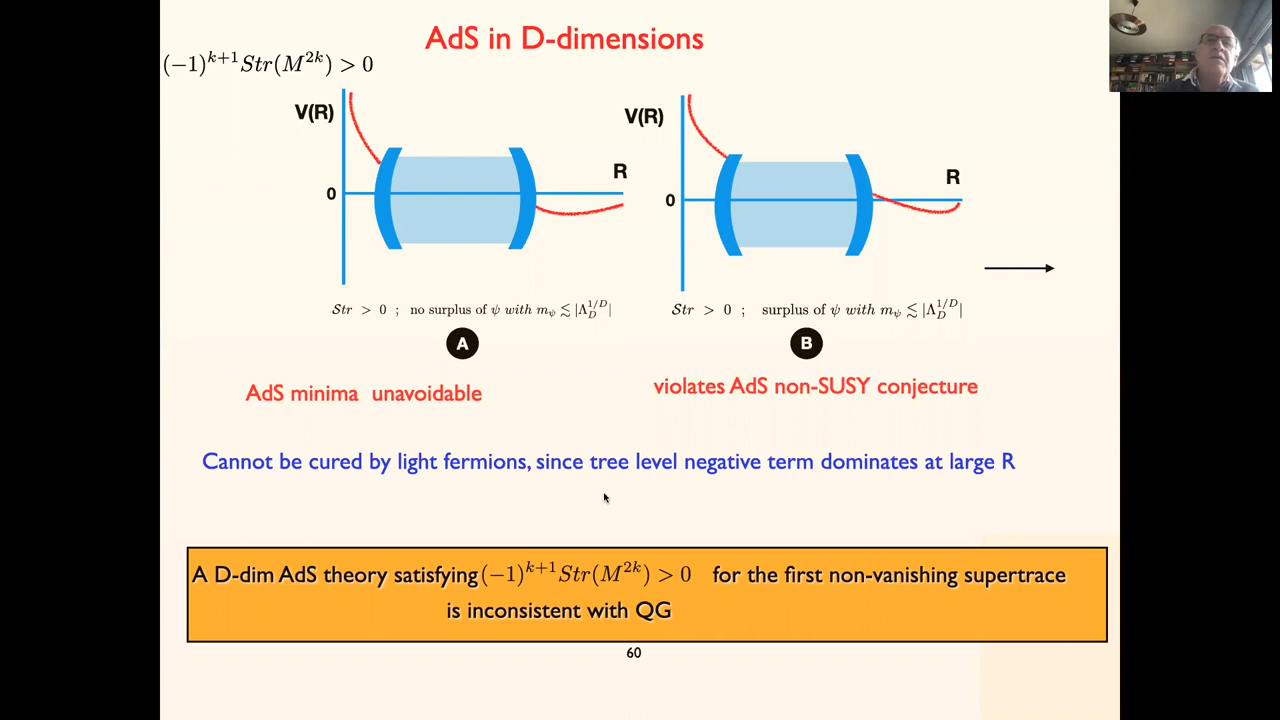 AdS in D-dimensions
(-1)^{k+1}Str(M^{2k}) > 0
V(R)
R
0
V(R)
R
0
Str > 0 ; no surplus of ψ with m_ψ ≲ |Λ_D^{1/D}|
Str > 0 ; surplus of ψ with m_ψ ≲ |Λ_D^{1/D}|
A
B
AdS minima unavoidable
violates AdS non-SUSY conjecture
Cannot be cured by light fermions, since tree level negative term dominates at large R
A D-dim AdS theory satisfying (-1)^{k+1}Str(M^{2k}) > 0 for the first non-vanishing supertrace
is inconsistent with QG
60